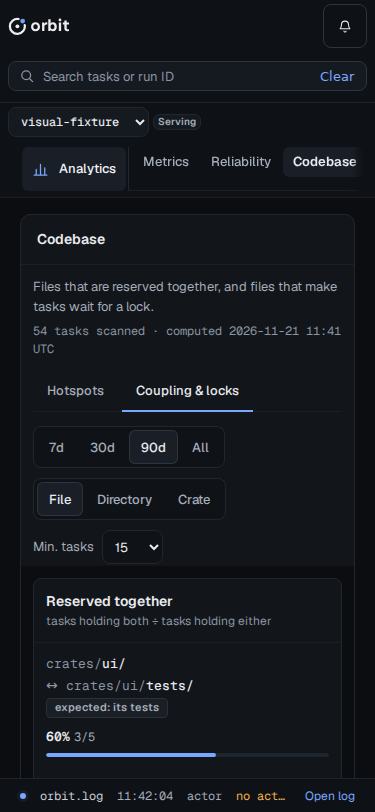 orbit
Search tasks or run ID
Clear
visual-fixture
Serving
Analytics
Metrics
Reliability
Codebase
Codebase
Files that are reserved together, and files that make
tasks wait for a lock.
54 tasks scanned · computed 2026-11-21 11:41
UTC
Hotspots
Coupling & locks
7d
30d
90d
All
File
Directory
Crate
Min. tasks
15
Reserved together
tasks holding both ÷ tasks holding either
crates/ui/
↔ crates/ui/tests/
expected: its tests
60% 3/5
orbit.log 11:42:04 actor no act… Open log